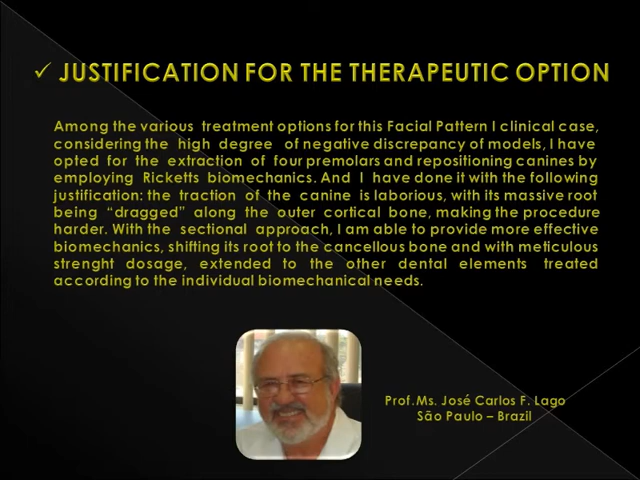 ✓ JUSTIFICATION FOR THE THERAPEUTIC OPTION
Among the various treatment options for this Facial Pattern I clinical case,
considering the high degree of negative discrepancy of models, I have
opted for the extraction of four premolars and repositioning canines by
employing Ricketts biomechanics. And I have done it with the following
justification: the traction of the canine is laborious, with its massive root
being “dragged” along the outer cortical bone, making the procedure
harder. With the sectional approach, I am able to provide more effective
biomechanics, shifting its root to the cancellous bone and with meticulous
strenght dosage, extended to the other dental elements treated
according to the individual biomechanical needs.
Prof.Ms. José Carlos F. Lago
São Paulo – Brazil